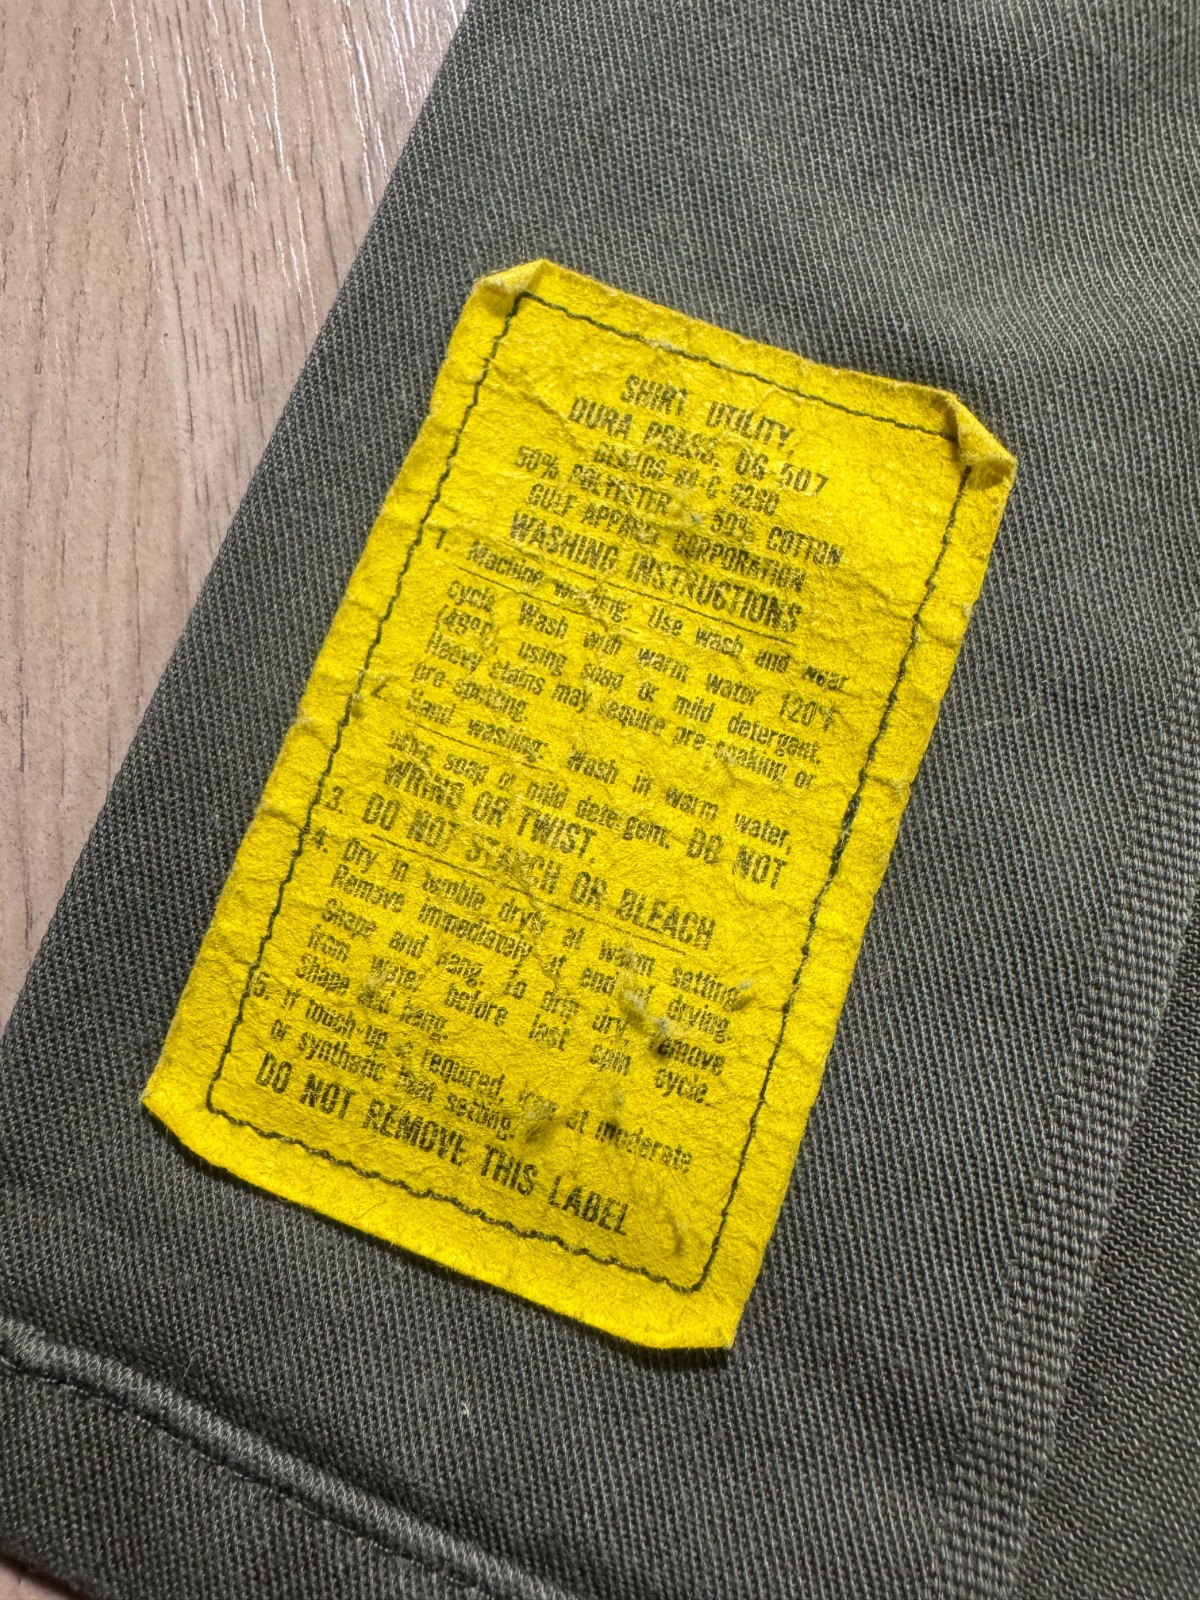 SHIRT UTILITY,
DURA PRESS, OG-507
DLA100-80-C-
50% POLYESTER 50% COTTON
GULF APPAREL CORPORATION
WASHING INSTRUCTIONS
1. Machine washing: Use wash and wear
cycle. Wash with warm water 120°F
(49°C), using soap or mild detergent.
Heavy stains may require pre-soaking or
pre-spotting.
2. Hand washing: Wash in warm water,
using soap or mild detergent. DO NOT
WRING OR TWIST.
3. DO NOT STARCH OR BLEACH
4. Dry in tumble dryer at warm setting.
Remove immediately at end of drying.
Shape and hang. To drip dry, remove
from water before last spin cycle.
Shape and hang.
5. If touch-up is required, iron at moderate
or synthetic heat setting.
DO NOT REMOVE THIS LABEL